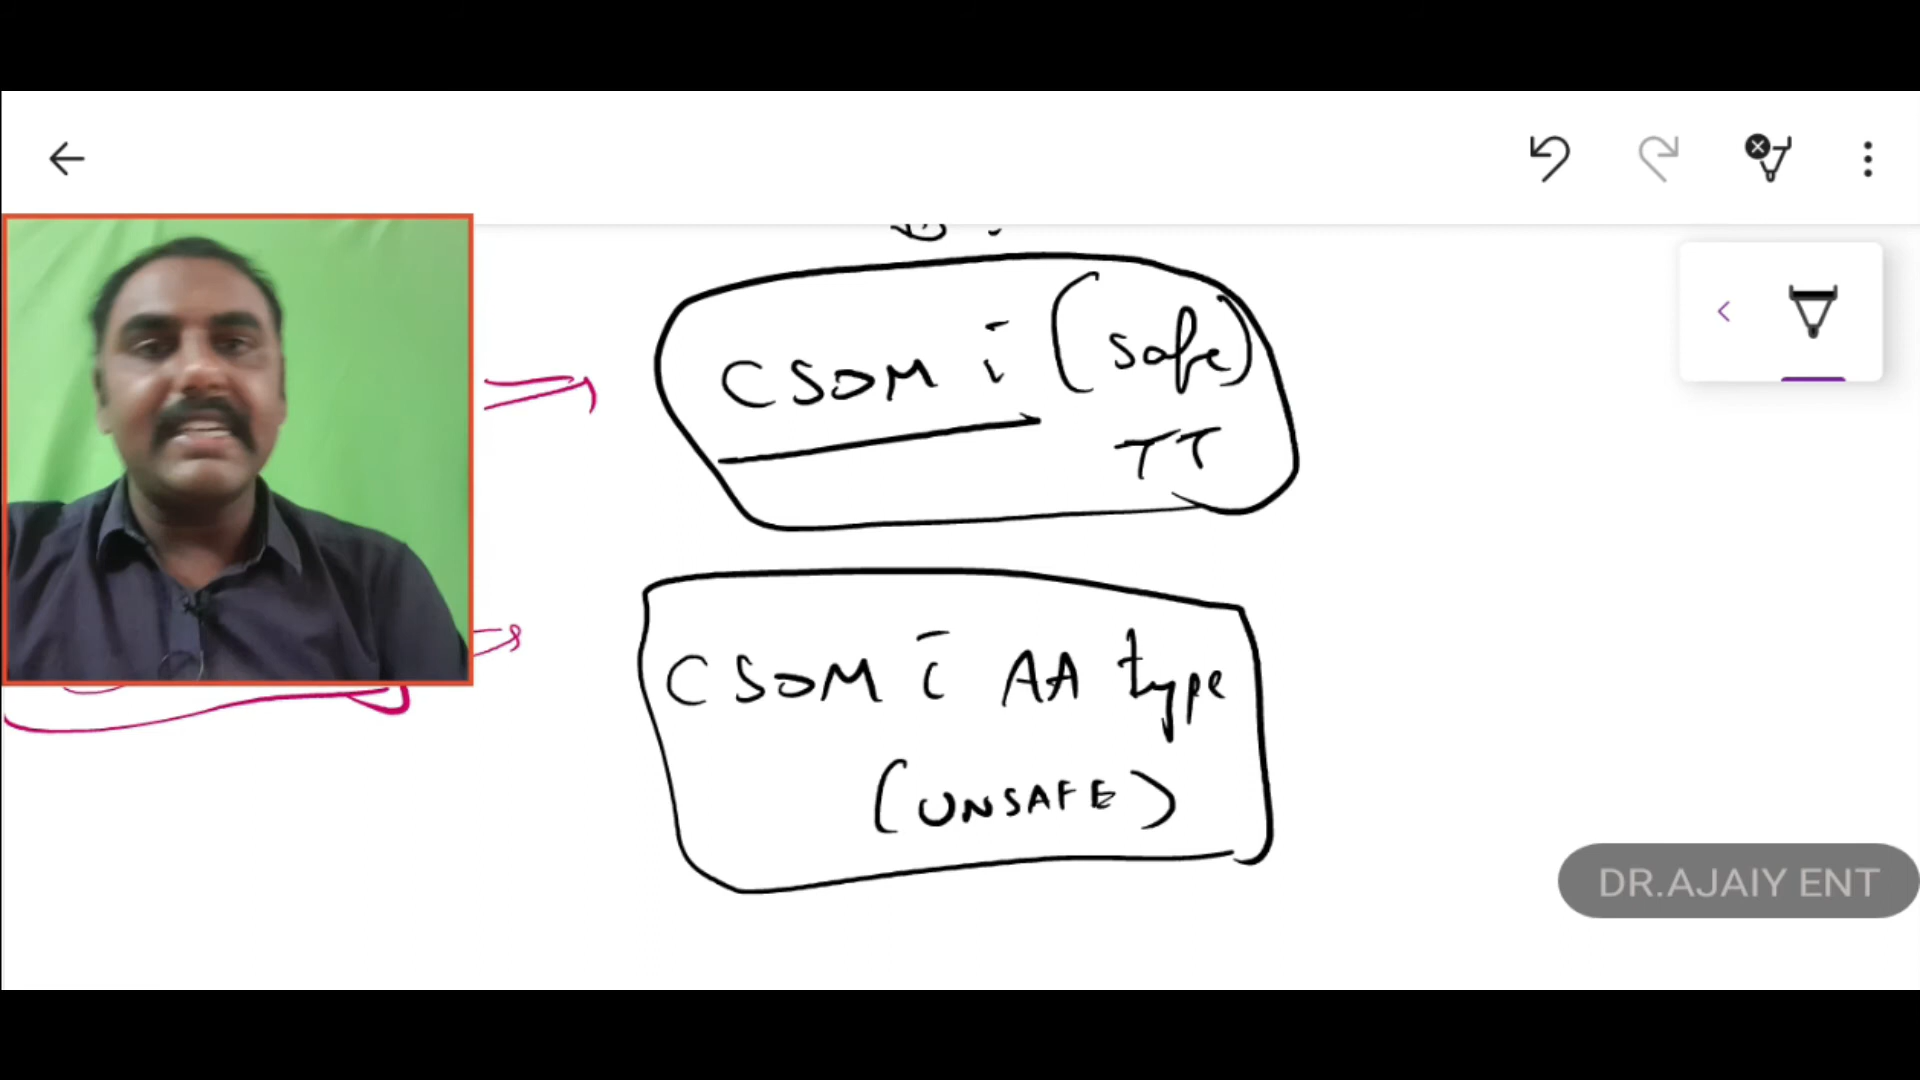 CSOM c̄ (safe)
TT
CSOM c̄ AA type
(UNSAFE)
DR.AJAIY ENT